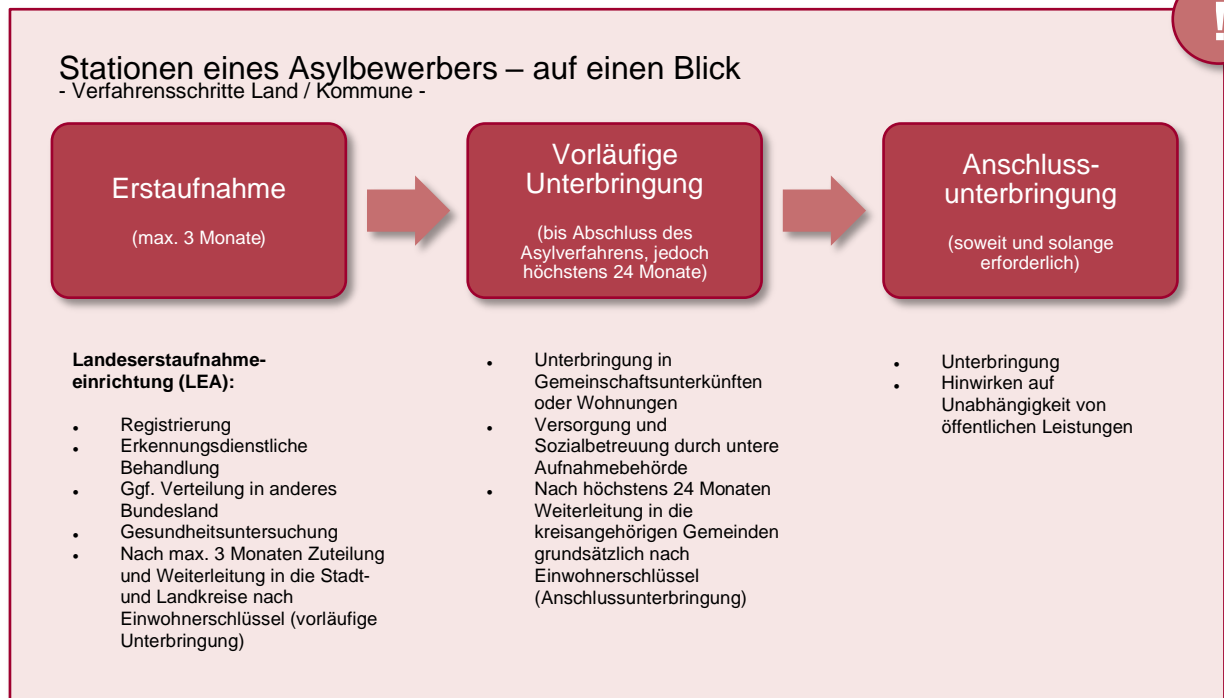 !
Stationen eines Asylbewerbers – auf einen Blick
- Verfahrensschritte Land / Kommune -
Erstaufnahme
(max. 3 Monate)
Vorläufige
Unterbringung
(bis Abschluss des
Asylverfahrens, jedoch
höchstens 24 Monate)
Anschluss-
unterbringung
(soweit und solange
erforderlich)
Landeserstaufnahme-
einrichtung (LEA):
• Registrierung
• Erkennungsdienstliche
Behandlung
• Ggf. Verteilung in anderes
Bundesland
• Gesundheitsuntersuchung
• Nach max. 3 Monaten Zuteilung
und Weiterleitung in die Stadt-
und Landkreise nach
Einwohnerschlüssel (vorläufige
Unterbringung)
• Unterbringung in
Gemeinschaftsunterkünften
oder Wohnungen
• Versorgung und
Sozialbetreuung durch untere
Aufnahmebehörde
• Nach höchstens 24 Monaten
Weiterleitung in die
kreisangehörigen Gemeinden
grundsätzlich nach
Einwohnerschlüssel
(Anschlussunterbringung)
• Unterbringung
• Hinwirken auf
Unabhängigkeit von
öffentlichen Leistungen